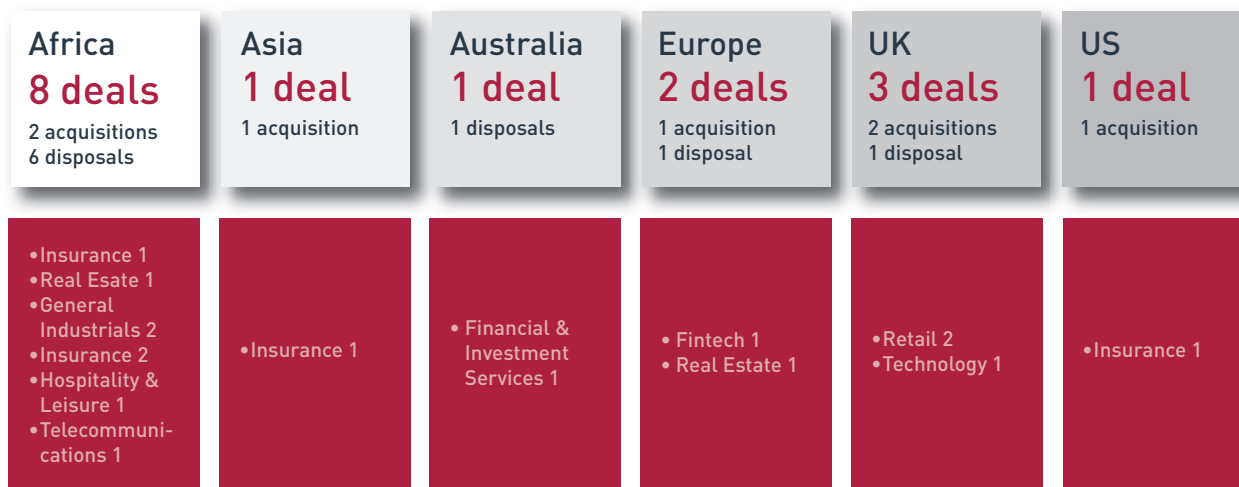 Africa
8 deals
2 acquisitions
6 disposals
Asia
1 deal
1 acquisition
Australia
1 deal
1 disposals
Europe
2 deals
1 acquisition
1 disposal
UK
3 deals
2 acquisitions
1 disposal
US
1 deal
1 acquisition
•Insurance 1
•Real Esate 1
•General
Industrials 2
•Insurance 2
•Hospitality &
Leisure 1
•Telecommuni-
cations 1
•Insurance 1
• Financial &
Investment
Services 1
• Fintech 1
• Real Estate 1
•Retail 2
•Technology 1
•Insurance 1